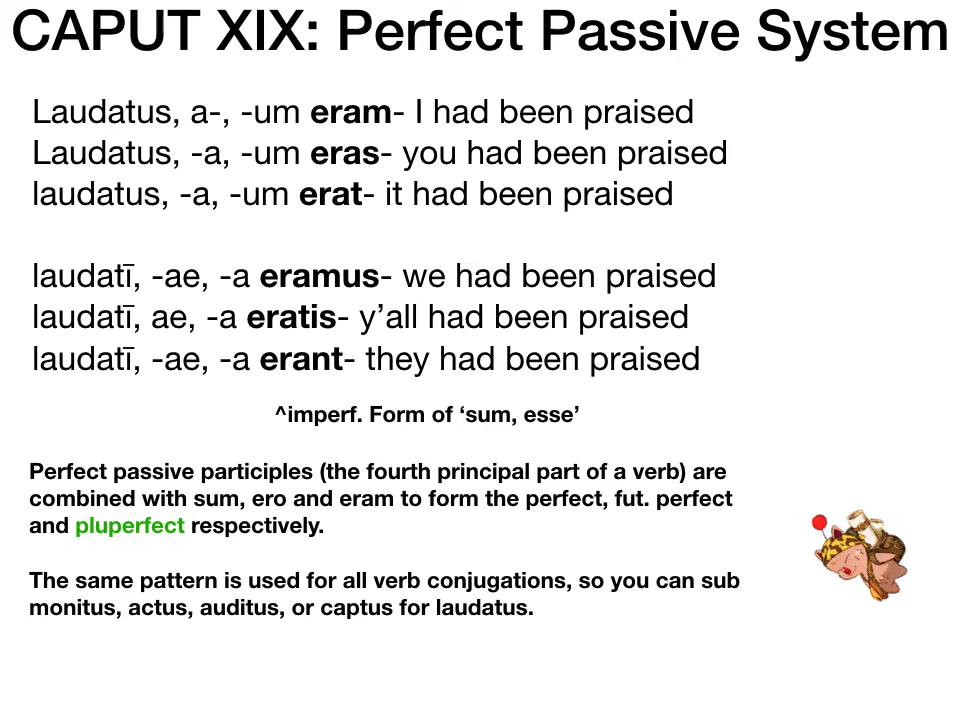 CAPUT XIX: Perfect Passive System
Laudatus, a-, -um eram- I had been praised
Laudatus, -a, -um eras- you had been praised
laudatus, -a, -um erat- it had been praised
laudatī, -ae, -a eramus- we had been praised
laudatī, ae, -a eratis- y’all had been praised
laudatī, -ae, -a erant- they had been praised
^imperf. Form of ‘sum, esse’
Perfect passive participles (the fourth principal part of a verb) are
combined with sum, ero and eram to form the perfect, fut. perfect
and pluperfect respectively.
The same pattern is used for all verb conjugations, so you can sub
monitus, actus, auditus, or captus for laudatus.